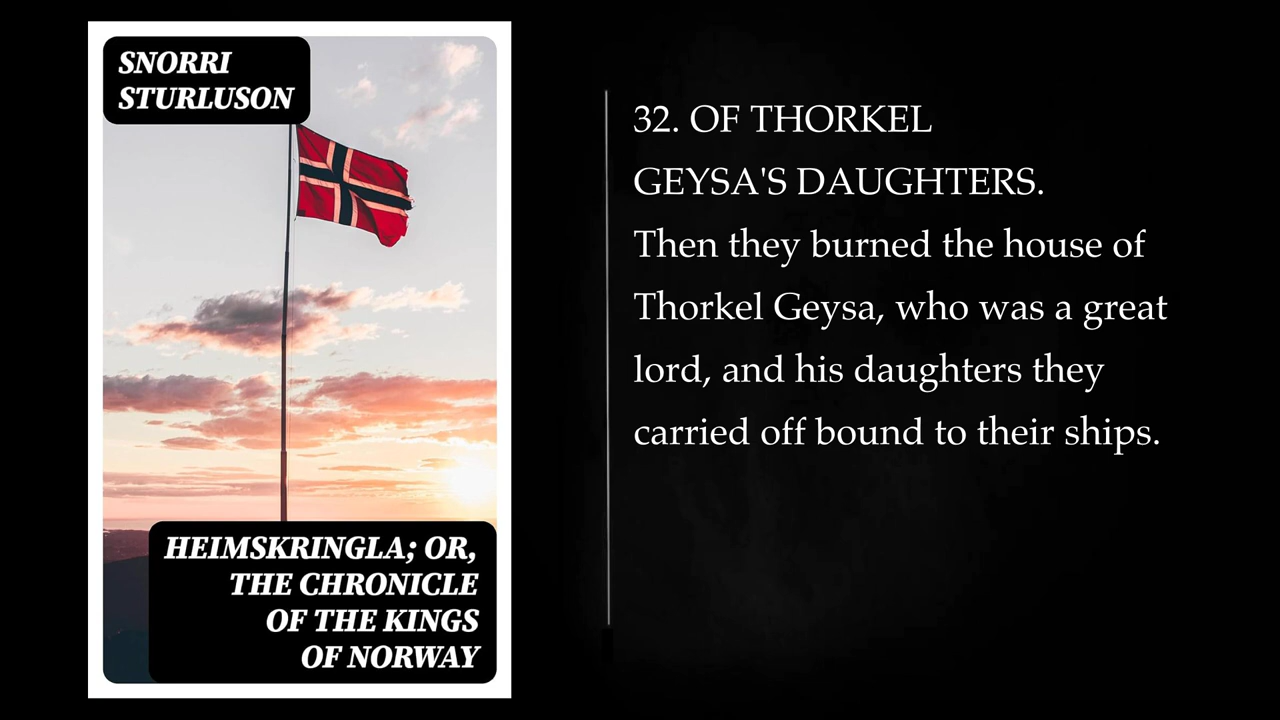 SNORRI
STURLUSON
HEIMSKRINGLA; OR,
THE CHRONICLE
OF THE KINGS
OF NORWAY
32. OF THORKEL
GEYSA'S DAUGHTERS.
Then they burned the house of
Thorkel Geysa, who was a great
lord, and his daughters they
carried off bound to their ships.